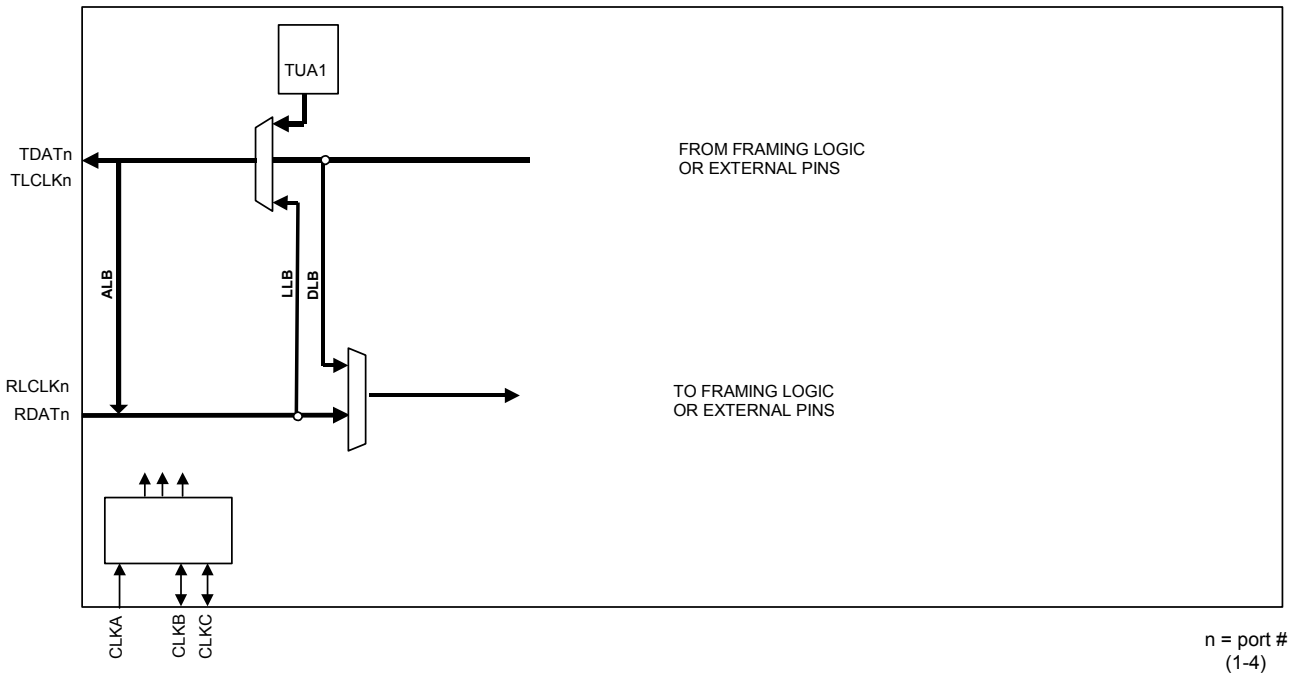 TUA1
TDATn
TLCLKn
FROM FRAMING LOGIC
OR EXTERNAL PINS
ALB
LLB
DLB
RLCLKn
RDATn
TO FRAMING LOGIC
OR EXTERNAL PINS
CLKA
CLKB
CLKC
n = port #
(1-4)